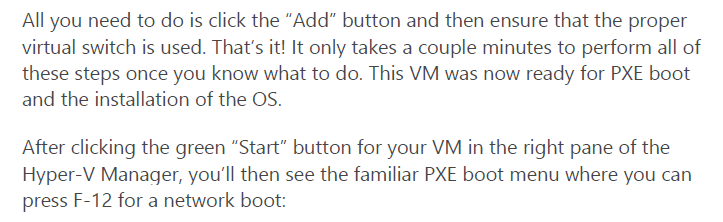 All you need to do is click the “Add” button and then ensure that the proper
virtual switch is used. That’s it! It only takes a couple minutes to perform all of
these steps once you know what to do. This VM was now ready for PXE boot
and the installation of the OS.
After clicking the green “Start” button for your VM in the right pane of the
Hyper-V Manager, you’ll then see the familiar PXE boot menu where you can
press F-12 for a network boot: